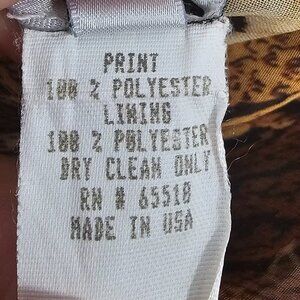 PRINT
100 % POLYESTER
LINING
100 % POLYESTER
DRY CLEAN ONLY
RN # 65510
MADE IN USA